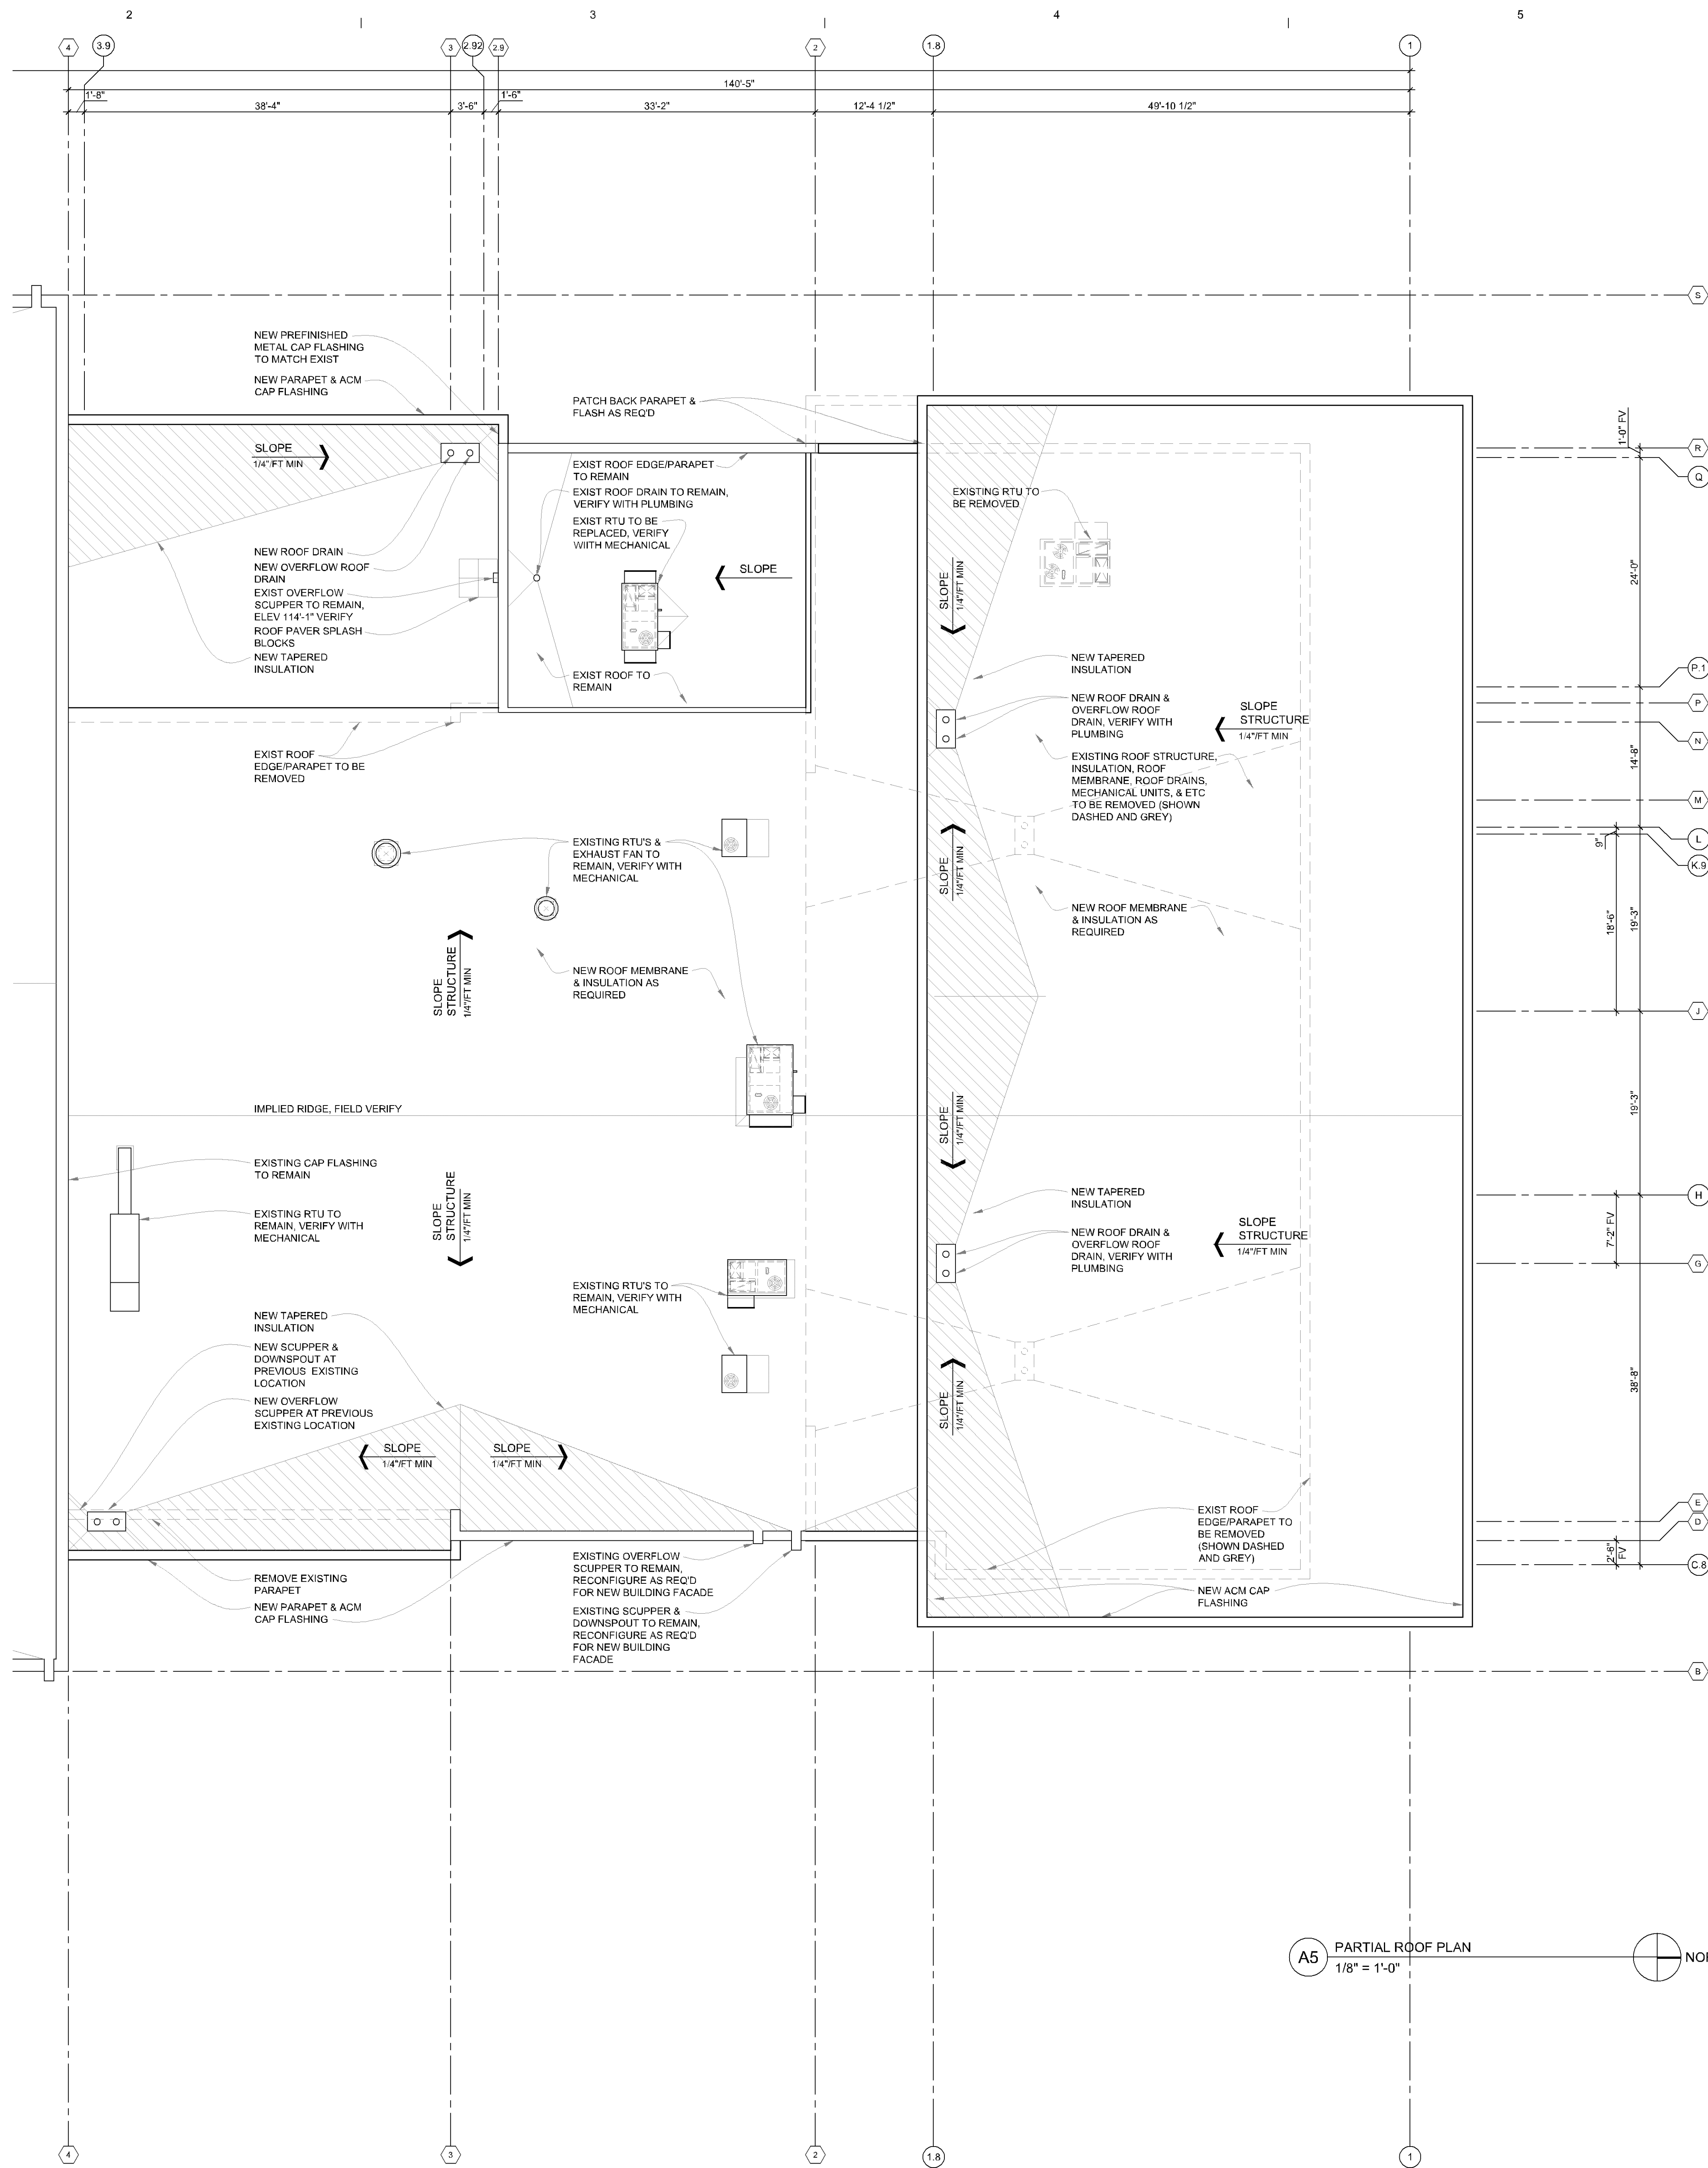 2
3
4
5
4
3.9
3
2.92
2.9
2
1.8
1
140'-5"
1'-8"
38'-4"
3'-6"
1'-6"
33'-2"
12'-4 1/2"
49'-10 1/2"
S
NEW PREFINISHED
METAL CAP FLASHING
TO MATCH EXIST
NEW PARAPET & ACM
CAP FLASHING
PATCH BACK PARAPET &
FLASH AS REQ'D
SLOPE
1/4"/FT MIN
EXIST ROOF EDGE/PARAPET
TO REMAIN
EXIST ROOF DRAIN TO REMAIN,
VERIFY WITH PLUMBING
EXIST RTU TO BE
REPLACED, VERIFY
WIITH MECHANICAL
SLOPE
EXISTING RTU TO
BE REMOVED
1'-0" FV
R
Q
NEW ROOF DRAIN
NEW OVERFLOW ROOF
DRAIN
EXIST OVERFLOW
SCUPPER TO REMAIN,
ELEV 114'-1" VERIFY
ROOF PAVER SPLASH
BLOCKS
NEW TAPERED
INSULATION
EXIST ROOF TO
REMAIN
SLOPE
1/4"/FT MIN
24'-0"
NEW TAPERED
INSULATION
NEW ROOF DRAIN &
OVERFLOW ROOF
DRAIN, VERIFY WITH
PLUMBING
SLOPE
STRUCTURE
1/4"/FT MIN
P.1
P
N
14'-8"
EXIST ROOF
EDGE/PARAPET TO BE
REMOVED
EXISTING ROOF STRUCTURE,
INSULATION, ROOF
MEMBRANE, ROOF DRAINS,
MECHANICAL UNITS, & ETC
TO BE REMOVED (SHOWN
DASHED AND GREY)
M
L
K.9
9"
EXISTING RTU'S &
EXHAUST FAN TO
REMAIN, VERIFY WITH
MECHANICAL
SLOPE
1/4"/FT MIN
NEW ROOF MEMBRANE
& INSULATION AS
REQUIRED
18'-6"
19'-3"
SLOPE
STRUCTURE
1/4"/FT MIN
NEW ROOF MEMBRANE
& INSULATION AS
REQUIRED
J
IMPLIED RIDGE, FIELD VERIFY
SLOPE
1/4"/FT MIN
19'-3"
EXISTING CAP FLASHING
TO REMAIN
EXISTING RTU TO
REMAIN, VERIFY WITH
MECHANICAL
SLOPE
STRUCTURE
1/4"/FT MIN
NEW TAPERED
INSULATION
NEW ROOF DRAIN &
OVERFLOW ROOF
DRAIN, VERIFY WITH
PLUMBING
SLOPE
STRUCTURE
1/4"/FT MIN
H
7'-2" FV
G
EXISTING RTU'S TO
REMAIN, VERIFY WITH
MECHANICAL
NEW TAPERED
INSULATION
NEW SCUPPER &
DOWNSPOUT AT
PREVIOUS EXISTING
LOCATION
NEW OVERFLOW
SCUPPER AT PREVIOUS
EXISTING LOCATION
SLOPE
1/4"/FT MIN
SLOPE
1/4"/FT MIN
SLOPE
1/4"/FT MIN
38'-8"
EXIST ROOF
EDGE/PARAPET TO
BE REMOVED
(SHOWN DASHED
AND GREY)
E
D
2'-6"
FV
C.8
REMOVE EXISTING
PARAPET
NEW PARAPET & ACM
CAP FLASHING
EXISTING OVERFLOW
SCUPPER TO REMAIN,
RECONFIGURE AS REQ'D
FOR NEW BUILDING FACADE
EXISTING SCUPPER &
DOWNSPOUT TO REMAIN,
RECONFIGURE AS REQ'D
FOR NEW BUILDING
FACADE
NEW ACM CAP
FLASHING
B
A5
PARTIAL ROOF PLAN
1/8" = 1'-0"
4
3
2
1.8
1